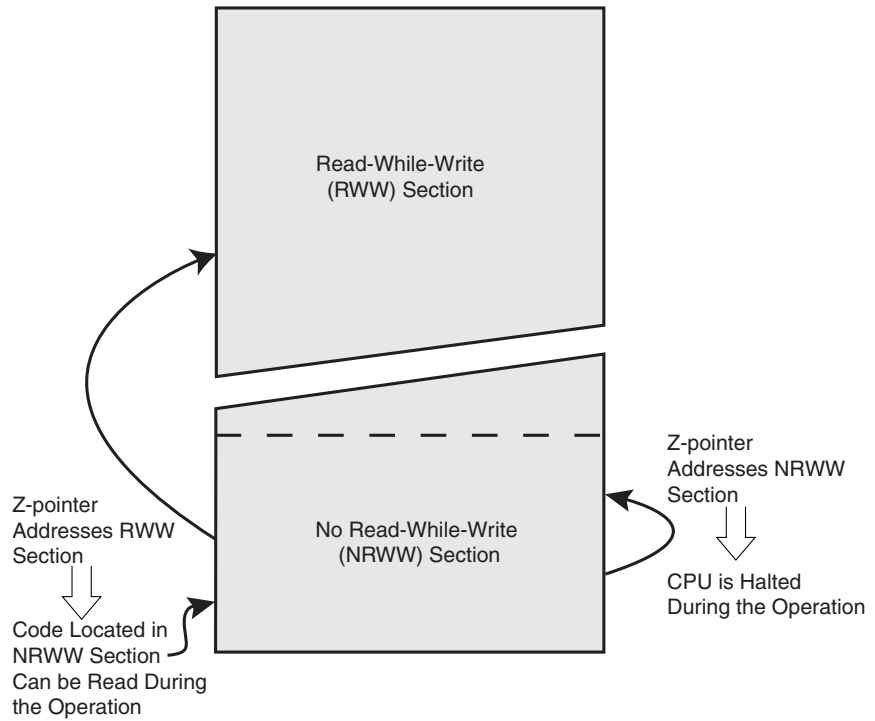 Read-While-Write
(RWW) Section
Z-pointer
Addresses NRWW
Section
No Read-While-Write
(NRWW) Section
CPU is Halted
During the Operation
Z-pointer
Addresses RWW
Section
Code Located in
NRWW Section
Can be Read During
the Operation